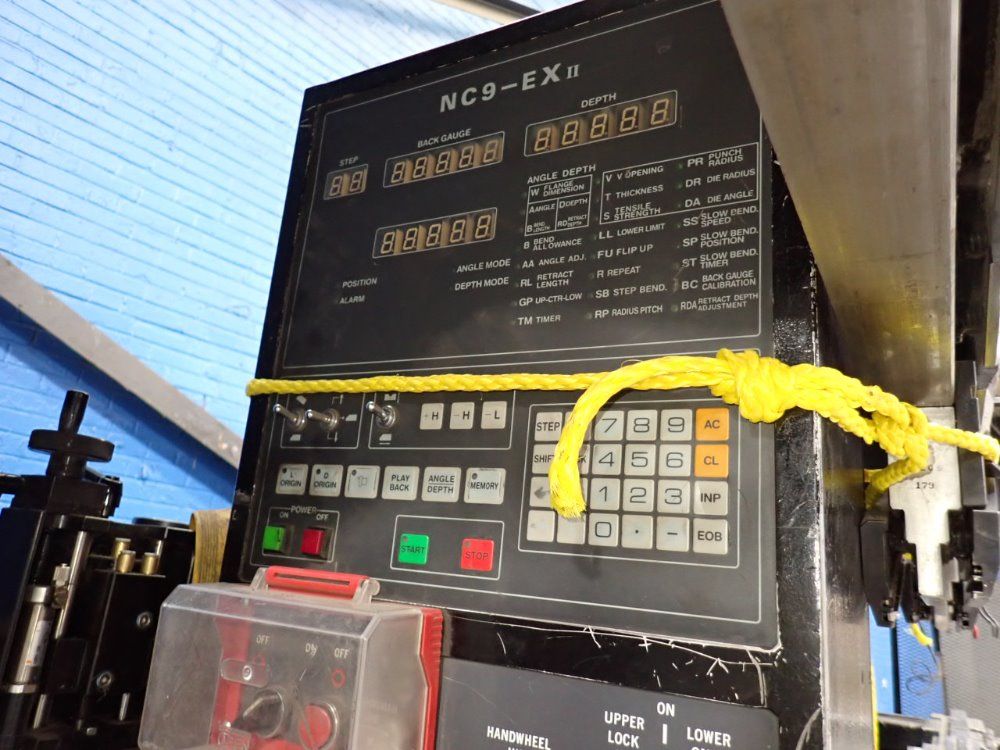 NC9-EX II
STEP
BACK GAUGE
DEPTH
ANGLE DEPTH
W FLANGE DIMENSION
A ANGLE
D DEPTH
B BEND LENGTH
RD RETRACT DEPTH
V V OPENING
T THICKNESS
S TENSILE STRENGTH
PR PUNCH RADIUS
DR DIE RADIUS
DA DIE ANGLE
B BEND ALLOWANCE
LL LOWER LIMIT
SS SLOW BEND. SPEED
ANGLE MODE
AA ANGLE ADJ.
FU FLIP UP
SP SLOW BEND. POSITION
POSITION
DEPTH MODE
RL RETRACT LENGTH
R REPEAT
ST SLOW BEND. TIMER
ALARM
GP UP-CTR-LOW
SB STEP BEND.
BC BACK GAUGE CALIBRATION
TM TIMER
RP RADIUS PITCH
RDA RETRACT DEPTH ADJUSTMENT
+H
-H
-L
STEP
7
8
9
AC
SHIFT
4
5
6
CL
L ORIGIN
D ORIGIN
PLAY BACK
ANGLE DEPTH
MEMORY
1
2
3
INP
0
·
-
EOB
POWER
ON
OFF
START
STOP
OFF
OFF
179
HANDWHEEL
UPPER LOCK
ON
LOWER